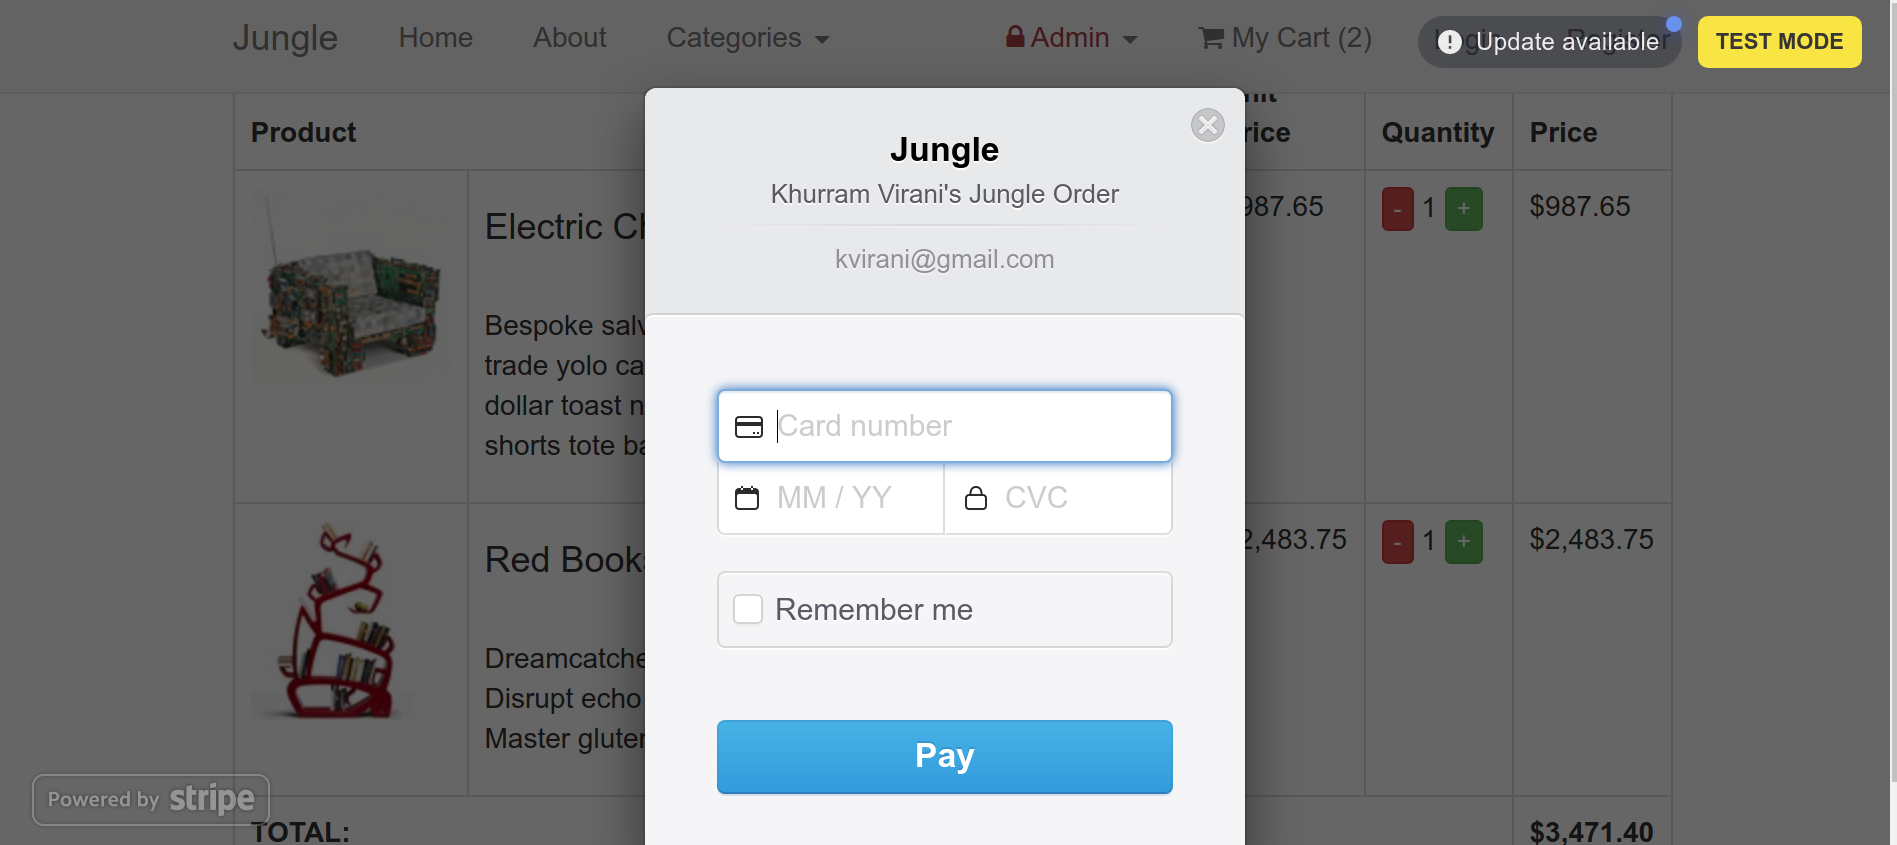 Jungle Home About Categories Admin My Cart (2) Update available TEST MODE
Product
rice Quantity Price
Jungle
Khurram Virani's Jungle Order
kvirani@gmail.com
Electric Ch
987.65 - 1 + $987.65
Bespoke salv
trade yolo ca
dollar toast n
shorts tote ba
Card number
MM / YY CVC
Remember me
Pay
Red Books
2,483.75 - 1 + $2,483.75
Dreamcatche
Disrupt echo
Master gluten
Powered by stripe
TOTAL: $3,471.40